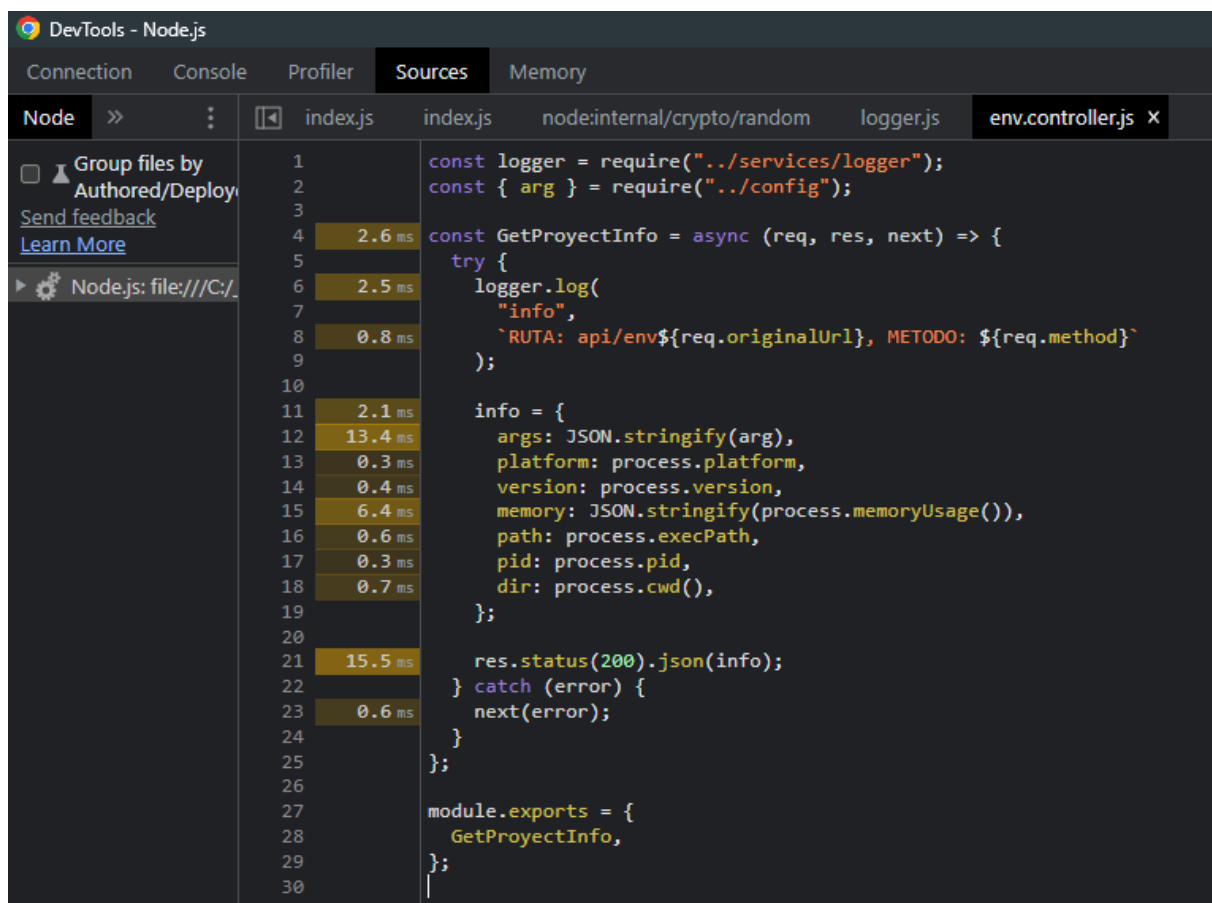 DevTools - Node.js
Connection Console Profiler Sources Memory
Node » index.js index.js node:internal/crypto/random logger.js env.controller.js ×
Group files by
Authored/Deploye
Send feedback
Learn More
Node.js: file:///C:/_
1 const logger = require("../services/logger");
2 const { arg } = require("../config");
3
4 2.6 ms const GetProyectInfo = async (req, res, next) => {
5 try {
6 2.5 ms logger.log(
7 "info",
8 0.8 ms `RUTA: api/env${req.originalUrl}, METODO: ${req.method}`
9 );
10
11 2.1 ms info = {
12 13.4 ms args: JSON.stringify(arg),
13 0.3 ms platform: process.platform,
14 0.4 ms version: process.version,
15 6.4 ms memory: JSON.stringify(process.memoryUsage()),
16 0.6 ms path: process.execPath,
17 0.3 ms pid: process.pid,
18 0.7 ms dir: process.cwd(),
19 };
20
21 15.5 ms res.status(200).json(info);
22 } catch (error) {
23 0.6 ms next(error);
24 }
25 };
26
27 module.exports = {
28 GetProyectInfo,
29 };
30